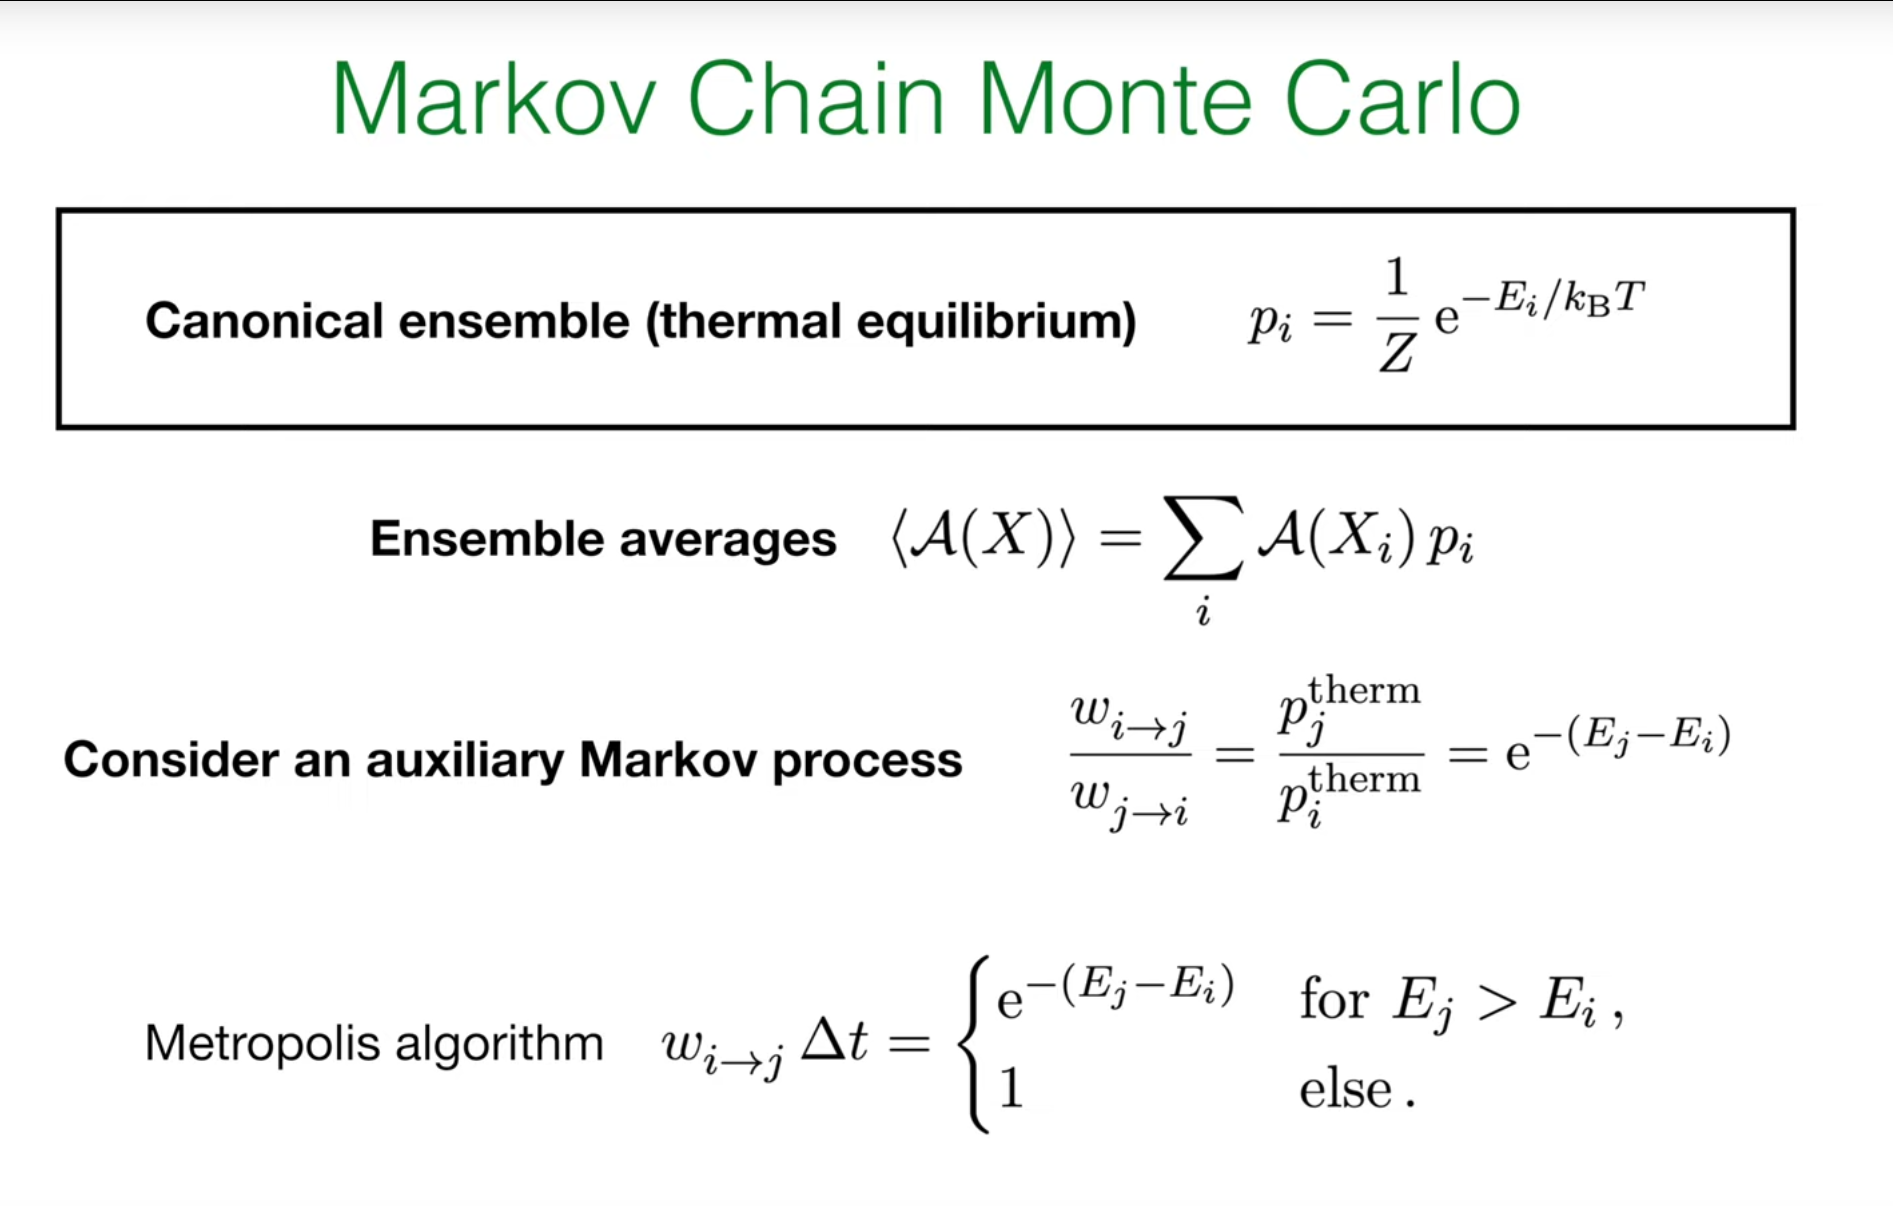 Markov Chain Monte Carlo
Canonical ensemble (thermal equilibrium) $p_i = \frac{1}{Z} \mathrm{e}^{-E_i/k_\mathrm{B}T}$
Ensemble averages $\langle \mathcal{A}(X) \rangle = \sum_i \mathcal{A}(X_i) \, p_i$
Consider an auxiliary Markov process $\frac{w_{i \to j}}{w_{j \to i}} = \frac{p_j^{\mathrm{therm}}}{p_i^{\mathrm{therm}}} = \mathrm{e}^{-(E_j - E_i)}$
Metropolis algorithm $w_{i \to j} \, \Delta t = \begin{cases} \mathrm{e}^{-(E_j - E_i)} & \text{for } E_j > E_i \, , \\ 1 & \text{else} \, . \end{cases}$